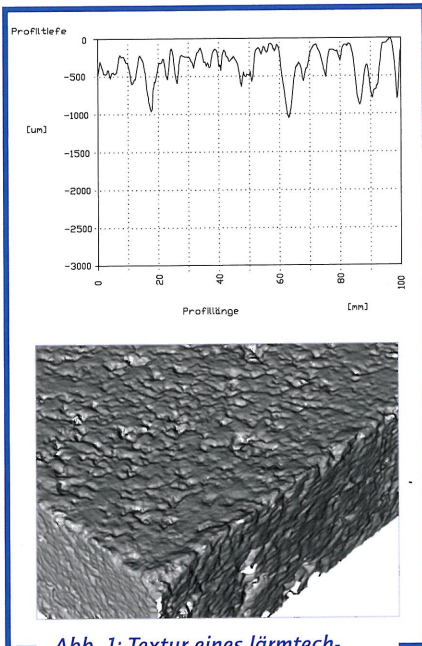 Profiltiefe
0
-500
-1000
[um]
-1500
-2000
-2500
-3000
0
20
40
60
80
100
Profillänge
[mm]
Abb. 1: Textur eines lärmtech-